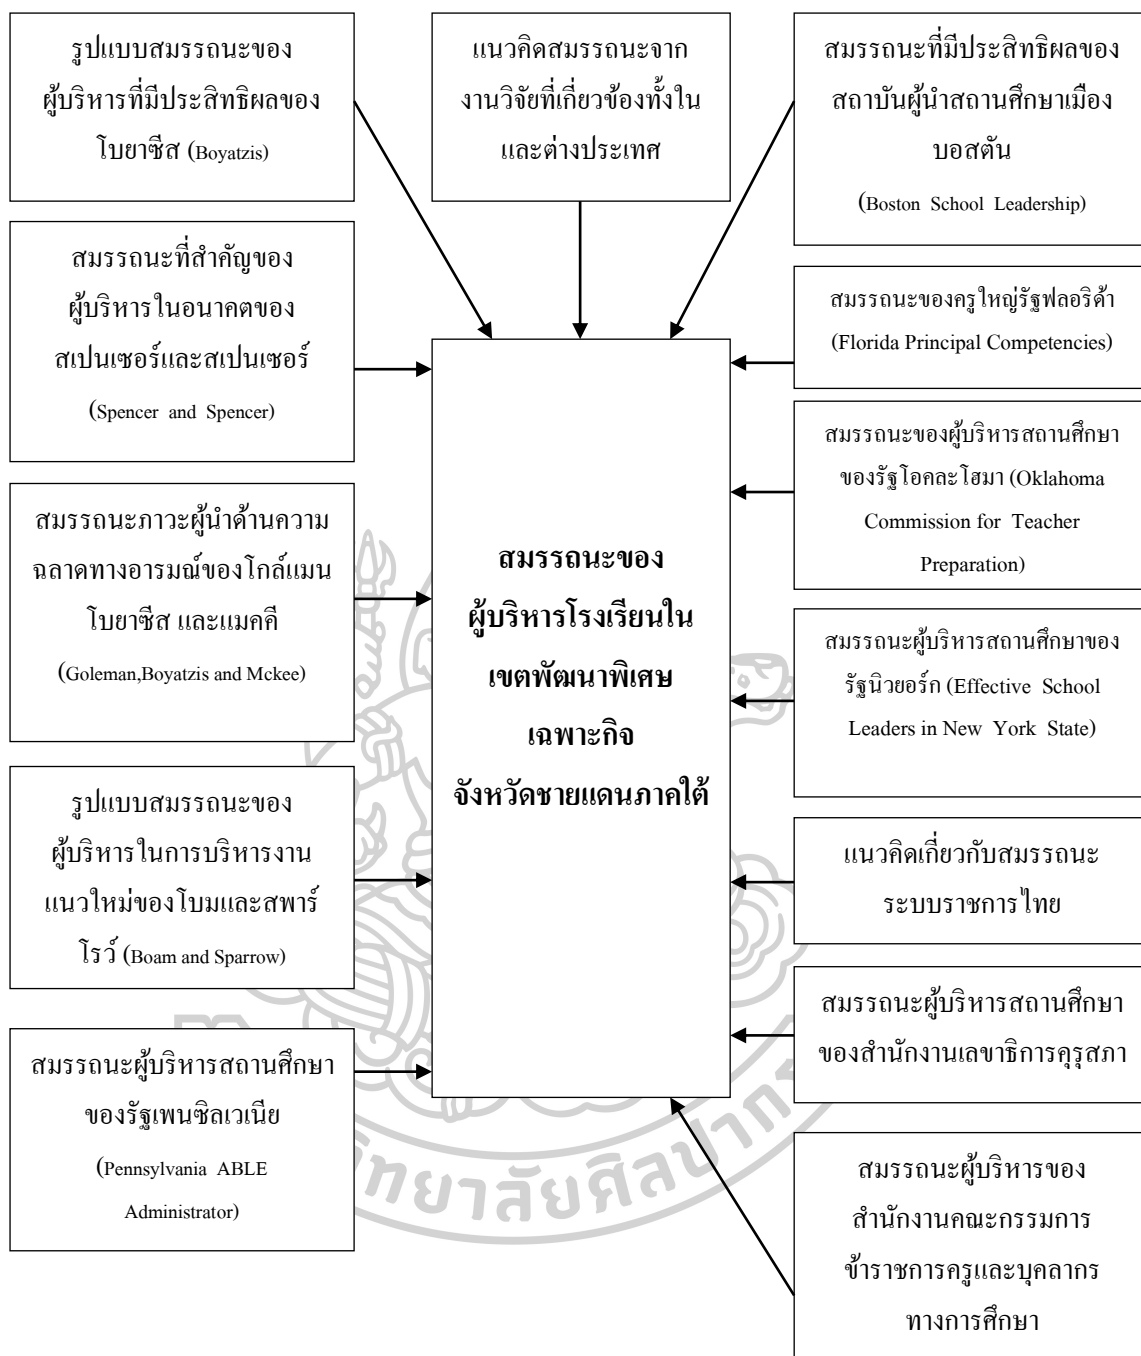 รูปแบบสมรรถนะของ
ผู้บริหารที่มีประสิทธิผลของ
โบยาซีส (Boyatzis)
แนวคิดสมรรถนะจาก
งานวิจัยที่เกี่ยวข้องทั้งใน
และต่างประเทศ
สมรรถนะที่มีประสิทธิผลของ
สถาบันผู้นำสถานศึกษาเมือง
บอสตัน
(Boston School Leadership)
สมรรถนะที่สำคัญของ
ผู้บริหารในอนาคตของ
สเปนเซอร์และสเปนเซอร์
(Spencer and Spencer)
สมรรถนะของครูใหญ่รัฐฟลอริด้า
(Florida Principal Competencies)
สมรรถนะของผู้บริหารสถานศึกษา
ของรัฐโอคละโฮมา (Oklahoma
Commission for Teacher
Preparation)
สมรรถนะภาวะผู้นำด้านความ
ฉลาดทางอารมณ์ของโกล์แมน
โบยาซีส และแมคคี
(Goleman,Boyatzis and Mckee)
สมรรถนะของ
ผู้บริหารโรงเรียนใน
เขตพัฒนาพิเศษ
เฉพาะกิจ
จังหวัดชายแดนภาคใต้
สมรรถนะผู้บริหารสถานศึกษาของ
รัฐนิวยอร์ก (Effective School
Leaders in New York State)
รูปแบบสมรรถนะของ
ผู้บริหารในการบริหารงาน
แนวใหม่ของโบมและสพาร์
โรว์ (Boam and Sparrow)
แนวคิดเกี่ยวกับสมรรถนะ
ระบบราชการไทย
สมรรถนะผู้บริหารสถานศึกษา
ของสำนักงานเลขาธิการคุรุสภา
สมรรถนะผู้บริหารสถานศึกษา
ของรัฐเพนซิลเวเนีย
(Pennsylvania ABLE
Administrator)
สมรรถนะผู้บริหารของ
สำนักงานคณะกรรมการ
ข้าราชการครูและบุคลากร
ทางการศึกษา